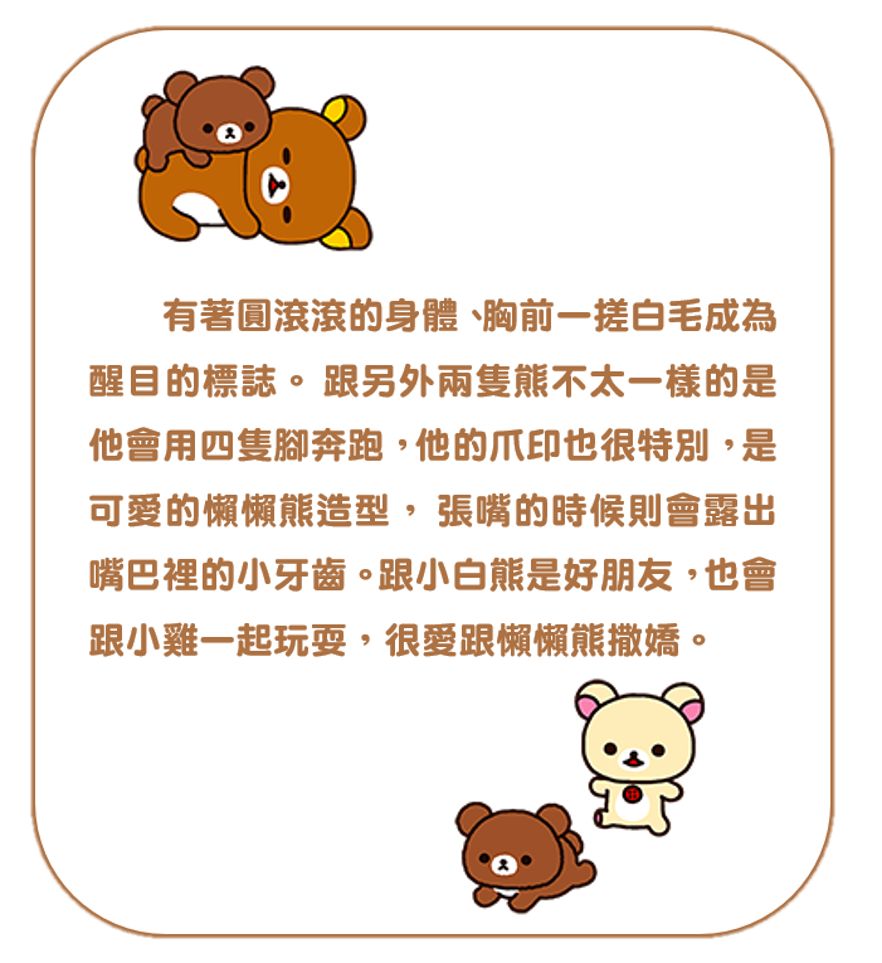 有著圓滾滾的身體、胸前一搓白毛成為
醒目的標誌。跟另外兩隻熊不太一樣的是
他會用四隻腳奔跑，他的爪印也很特別，是
可愛的懶懶熊造型，張嘴的時候則會露出
嘴巴裡的小牙齒。跟小白熊是好朋友，也會
跟小雞一起玩耍，很愛跟懶懶熊撒嬌。